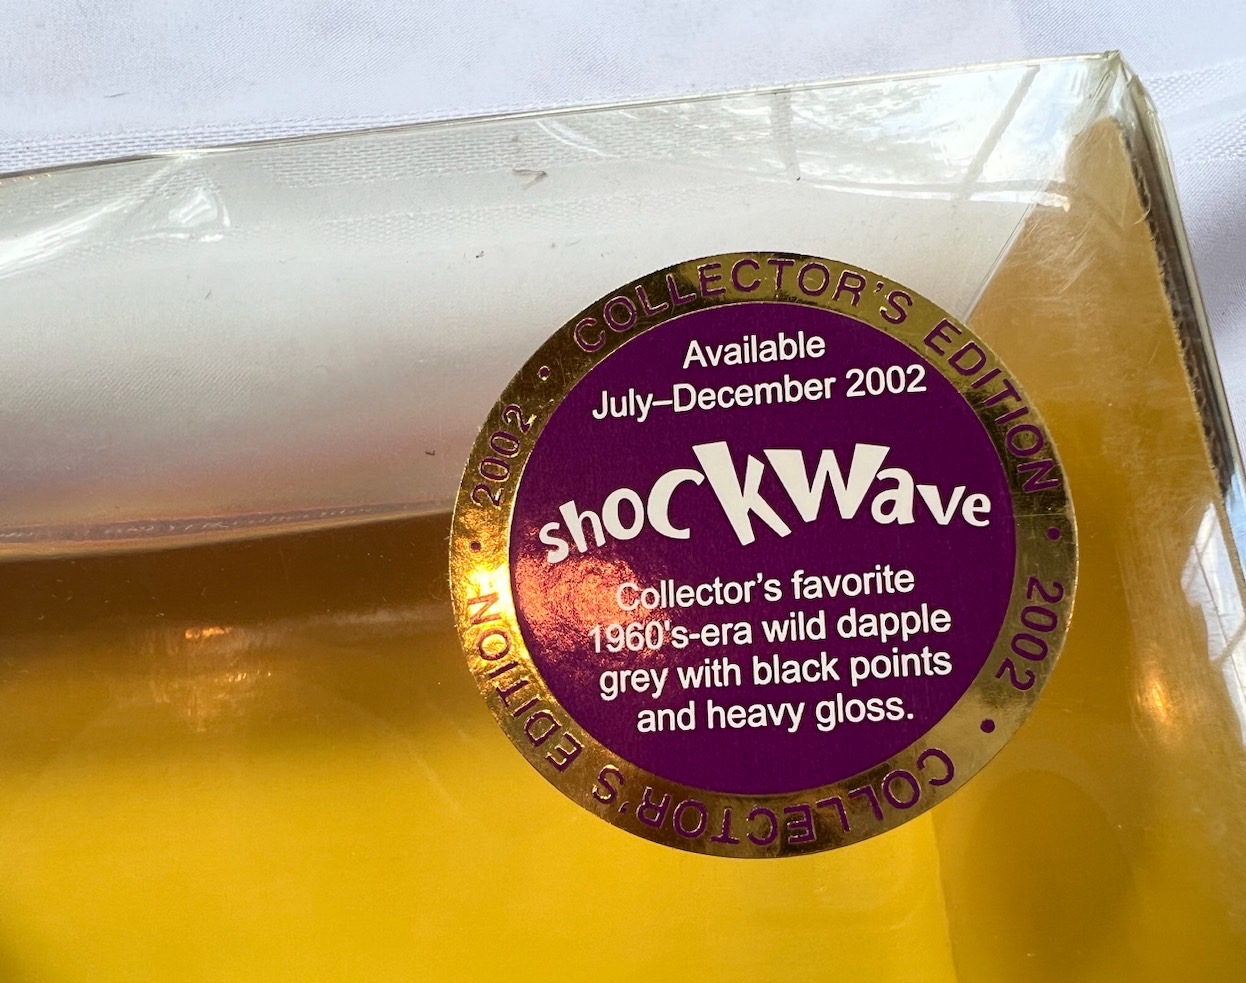 COLLECTOR'S EDITION • 2002 • COLLECTOR'S EDITION • 2002 •
Available
July–December 2002
shockwave
Collector's favorite
1960's-era wild dapple
grey with black points
and heavy gloss.